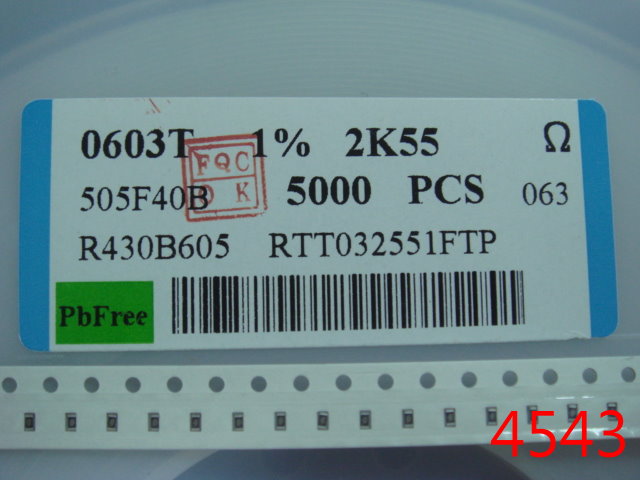 0603T 1% 2K55 Ω
FQC
OK
505F40B 5000 PCS 063
R430B605 RTT032551FTP
PbFree
4543